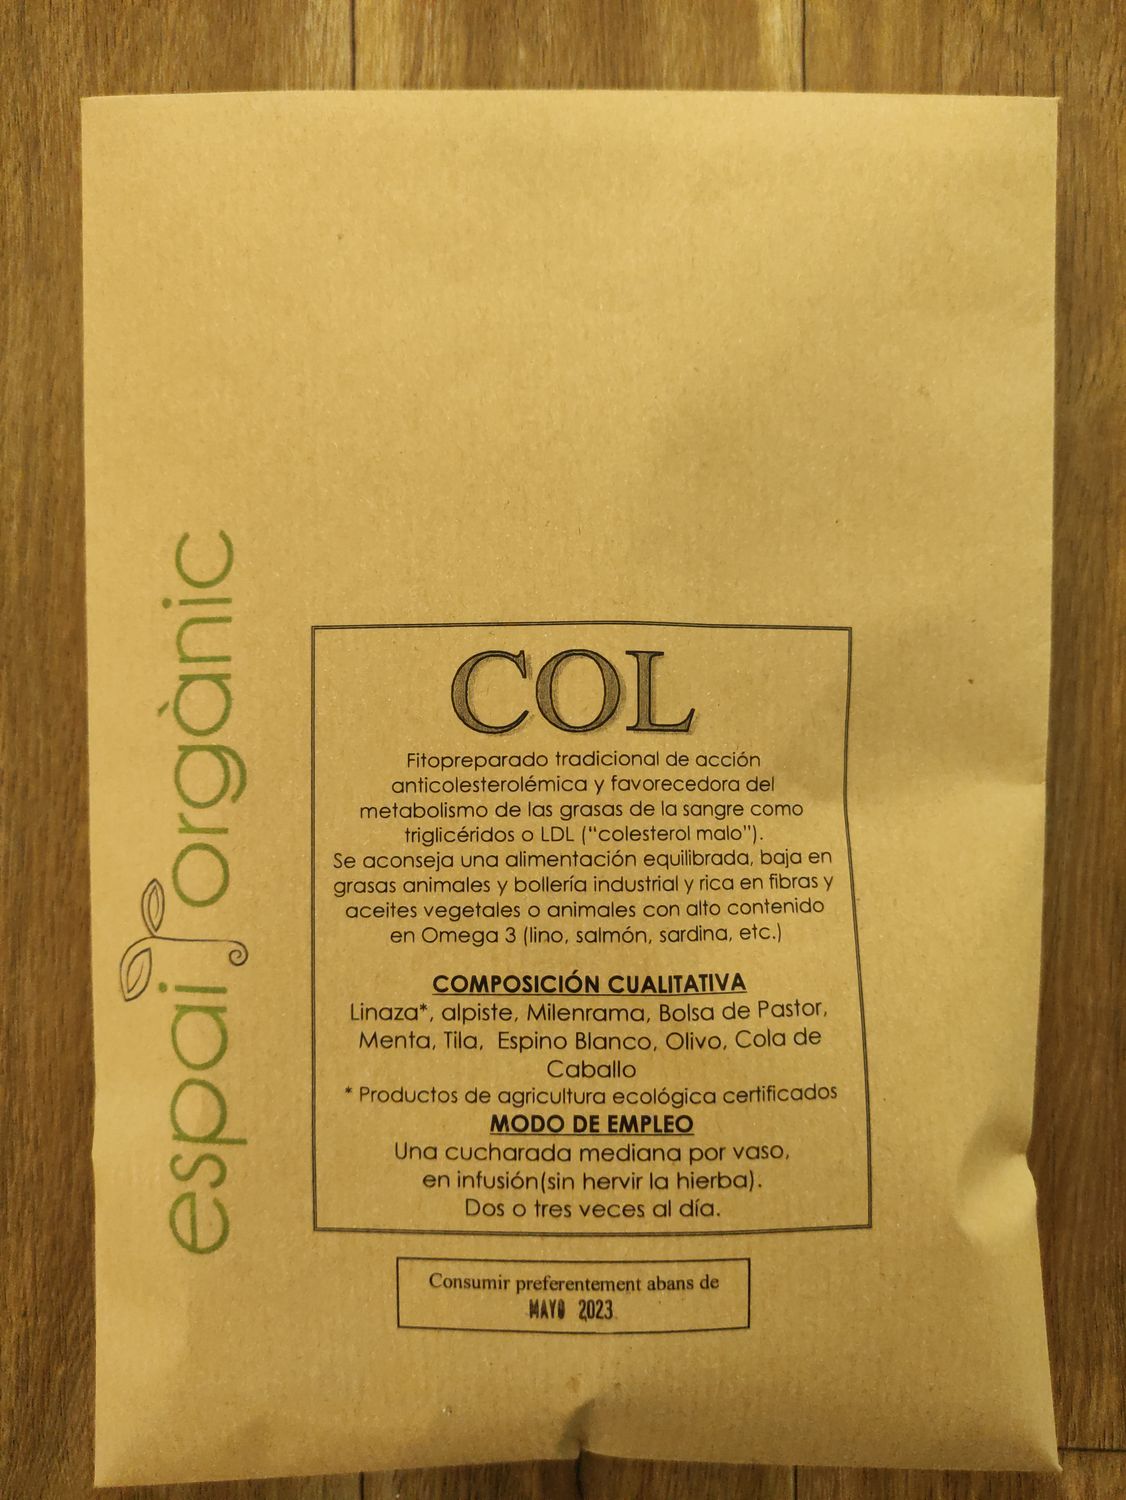 espai orgànic
COL
Fitopreparado tradicional de acción
anticolesterolémica y favorecedora del
metabolismo de las grasas de la sangre como
triglicéridos o LDL (“colesterol malo”).
Se aconseja una alimentación equilibrada, baja en
grasas animales y bollería industrial y rica en fibras y
aceites vegetales o animales con alto contenido
en Omega 3 (lino, salmón, sardina, etc.)
COMPOSICIÓN CUALITATIVA
Linaza*, alpiste, Milenrama, Bolsa de Pastor,
Menta, Tila, Espino Blanco, Olivo, Cola de
Caballo
* Productos de agricultura ecológica certificados
MODO DE EMPLEO
Una cucharada mediana por vaso,
en infusión(sin hervir la hierba).
Dos o tres veces al día.
Consumir preferentement abans de
MAYO 2023